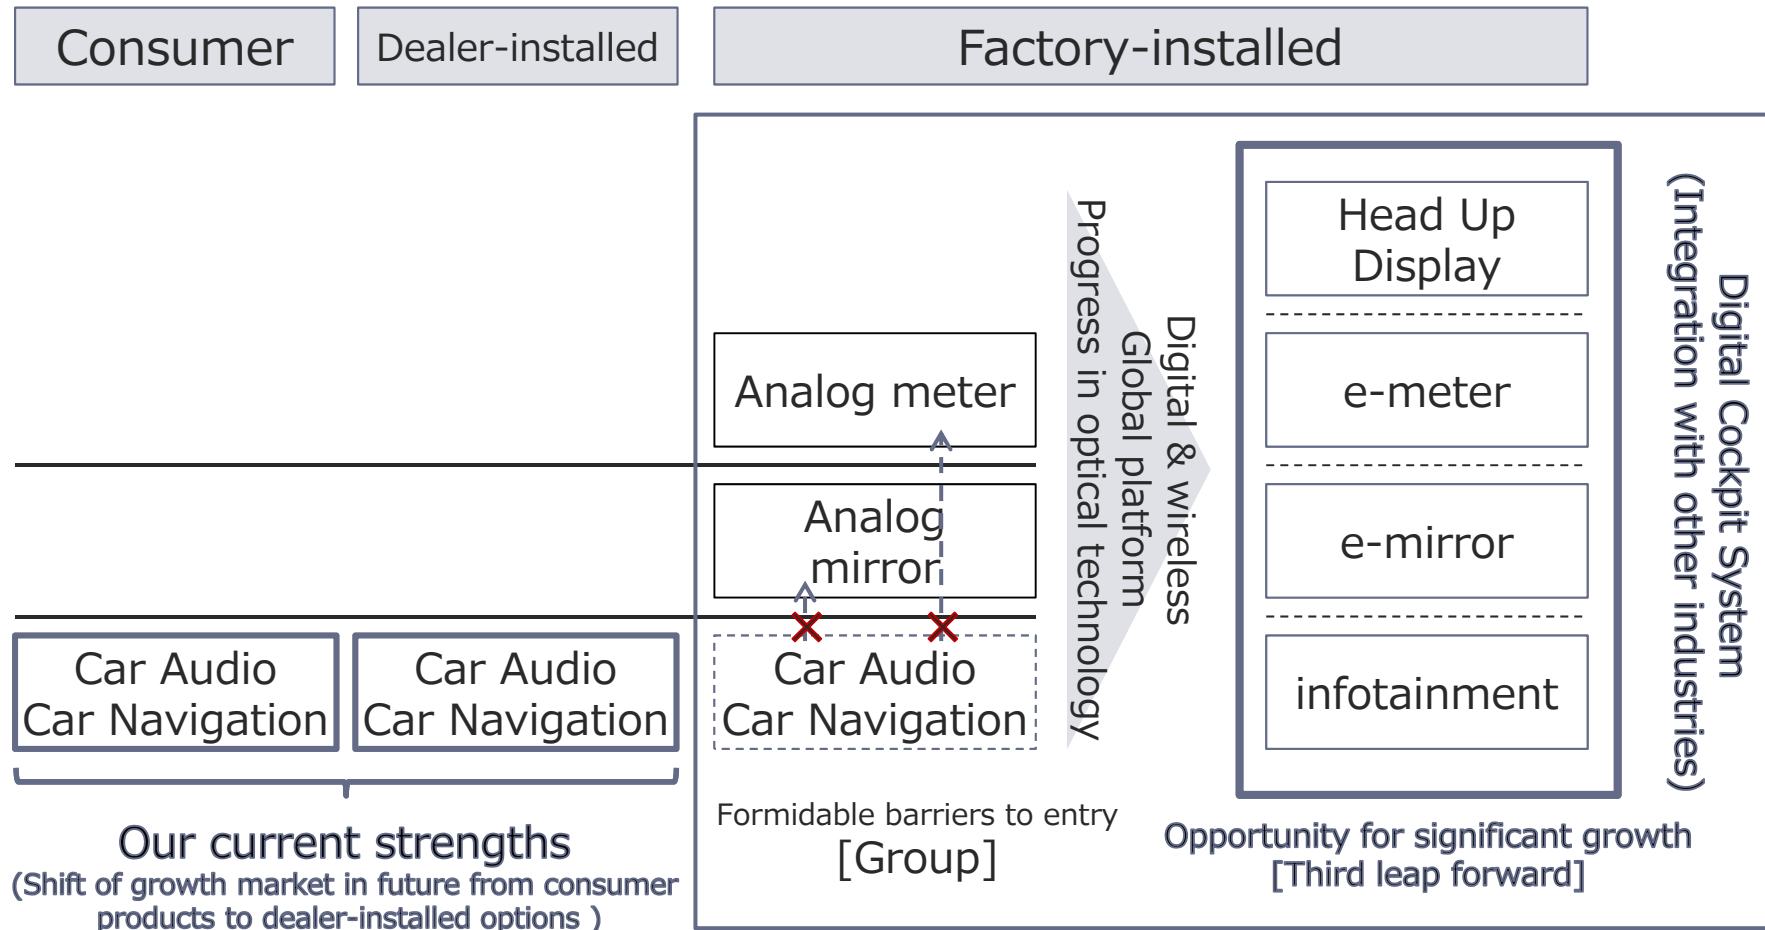 Consumer
Dealer-installed
Factory-installed
Head Up
Display
Analog meter
e-meter
Analog
mirror
e-mirror
Car Audio
Car Navigation
Car Audio
Car Navigation
Car Audio
Car Navigation
infotainment
Progress in optical technology
Global platform
Digital & wireless
Digital Cockpit System
(Integration with other industries)
Our current strengths
(Shift of growth market in future from consumer
products to dealer-installed options )
Formidable barriers to entry
[Group]
Opportunity for significant growth
[Third leap forward]